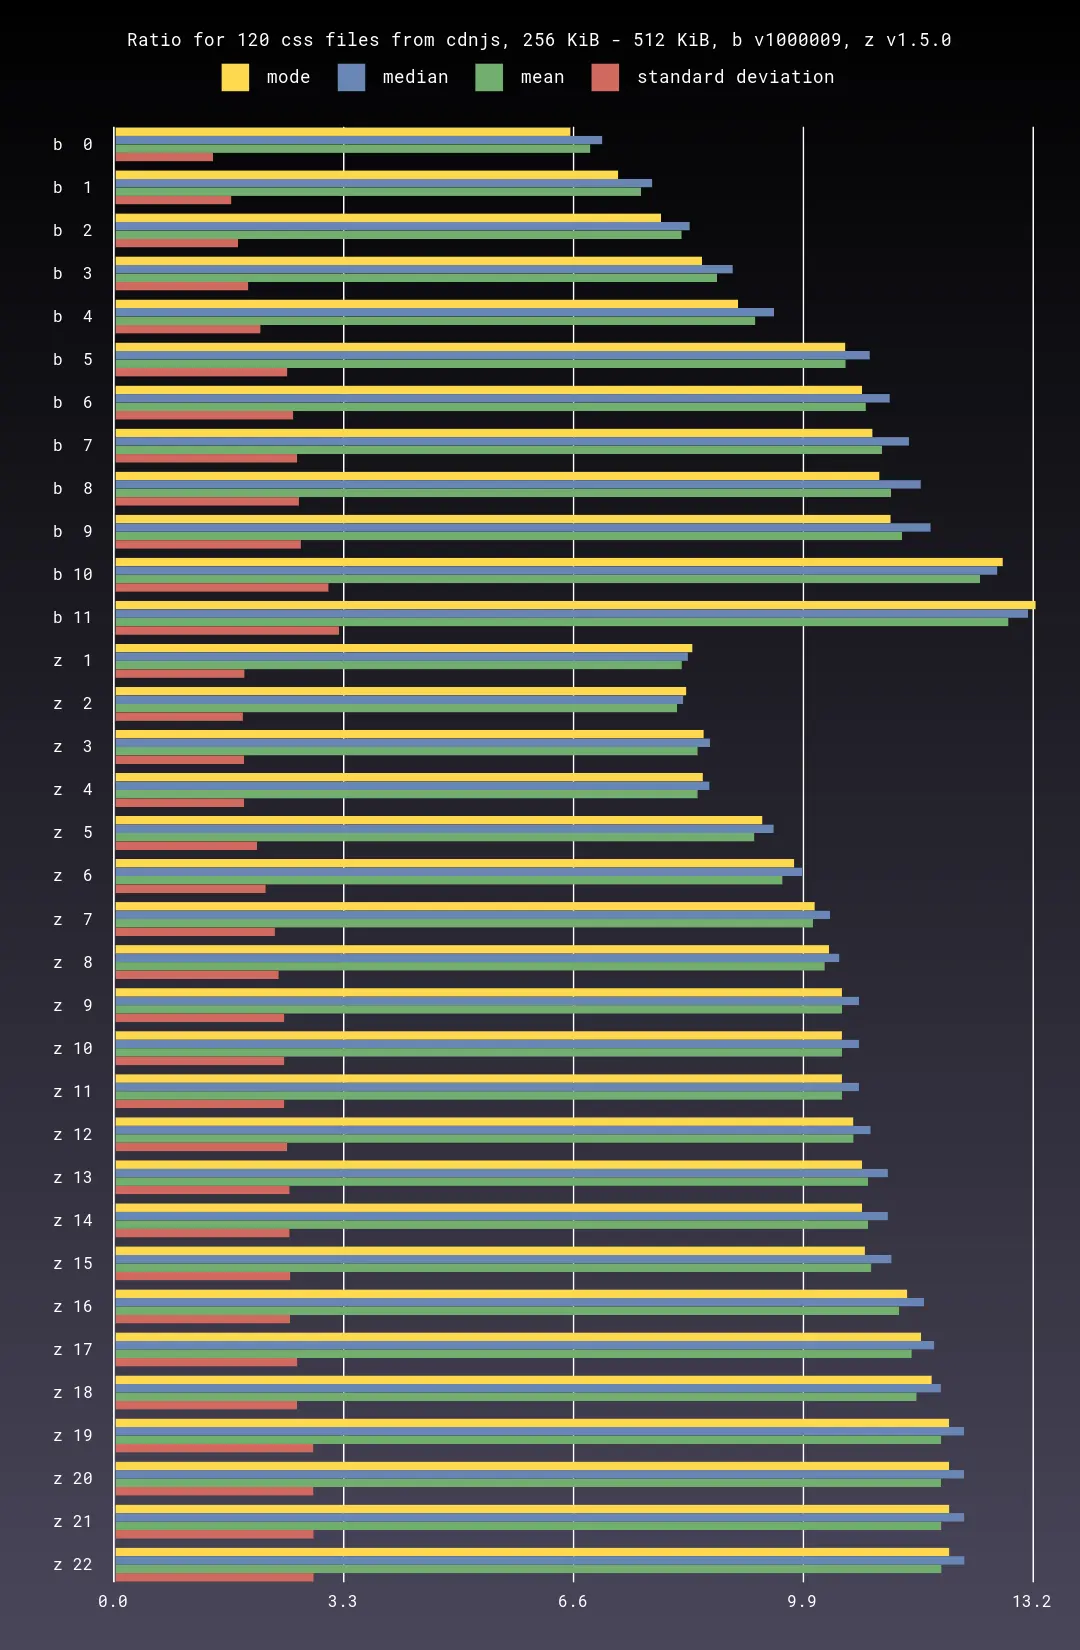 Ratio for 120 css files from cdnjs, 256 KiB - 512 KiB, b v1000009, z v1.5.0
mode median mean standard deviation
b 0
b 1
b 2
b 3
b 4
b 5
b 6
b 7
b 8
b 9
b 10
b 11
z 1
z 2
z 3
z 4
z 5
z 6
z 7
z 8
z 9
z 10
z 11
z 12
z 13
z 14
z 15
z 16
z 17
z 18
z 19
z 20
z 21
z 22
0.0 3.3 6.6 9.9 13.2